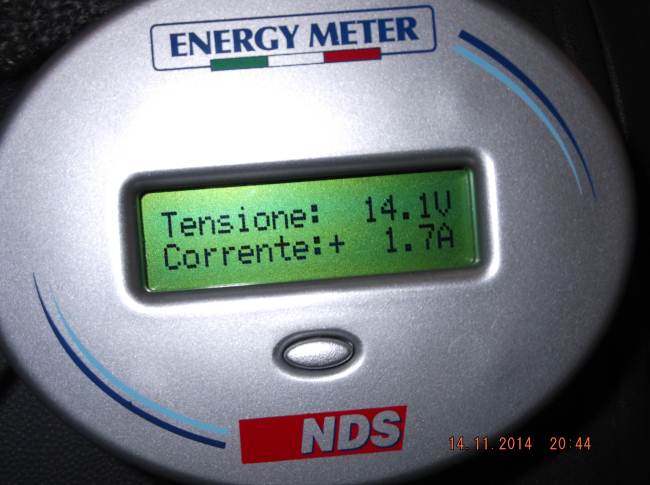 ENERGY METER
Tensione: 14.1V
Corrente:+ 1.7A
NDS
14.11.2014 20:44